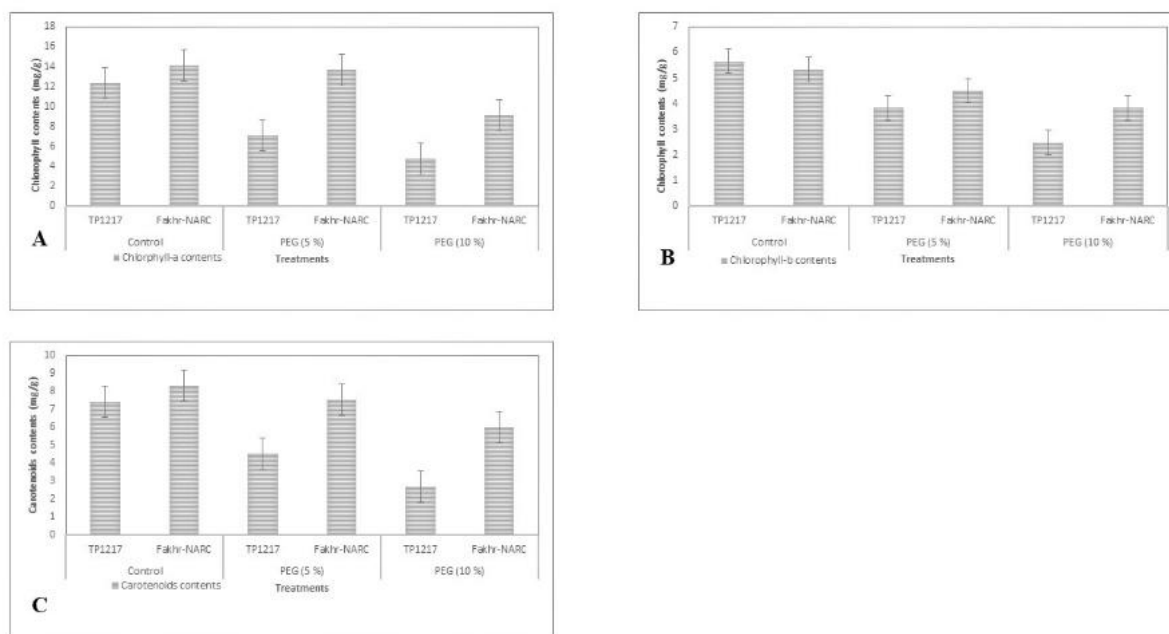 Chlorophyll contents (mg/g)
18
16
14
12
10
8
6
4
2
0
TP1217 Fakhr-NARC TP1217 Fakhr-NARC TP1217 Fakhr-NARC
Control PEG (5 %) PEG (10 %)
Treatments
Chlorphyll-a contents
A
Chlorophyll contents (mg/g)
7
6
5
4
3
2
1
0
TP1217 Fakhr-NARC TP1217 Fakhr-NARC TP1217 Fakhr-NARC
Control PEG (5 %) PEG (10 %)
Treatments
Chlorophyll-b contents
B
Carotenoids contents (mg/g)
10
9
8
7
6
5
4
3
2
1
0
TP1217 Fakhr-NARC TP1217 Fakhr-NARC TP1217 Fakhr-NARC
Control PEG (5 %) PEG (10 %)
Treatments
Carotenoids contents
C